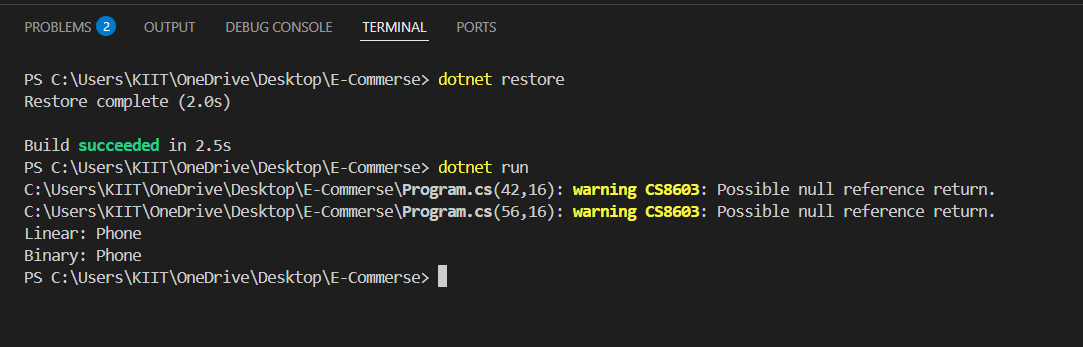 PROBLEMS 2 OUTPUT DEBUG CONSOLE TERMINAL PORTS
PS C:\Users\KIIT\OneDrive\Desktop\E-Commerse> dotnet restore
Restore complete (2.0s)
Build succeeded in 2.5s
PS C:\Users\KIIT\OneDrive\Desktop\E-Commerse> dotnet run
C:\Users\KIIT\OneDrive\Desktop\E-Commerse\Program.cs(42,16): warning CS8603: Possible null reference return.
C:\Users\KIIT\OneDrive\Desktop\E-Commerse\Program.cs(56,16): warning CS8603: Possible null reference return.
Linear: Phone
Binary: Phone
PS C:\Users\KIIT\OneDrive\Desktop\E-Commerse>